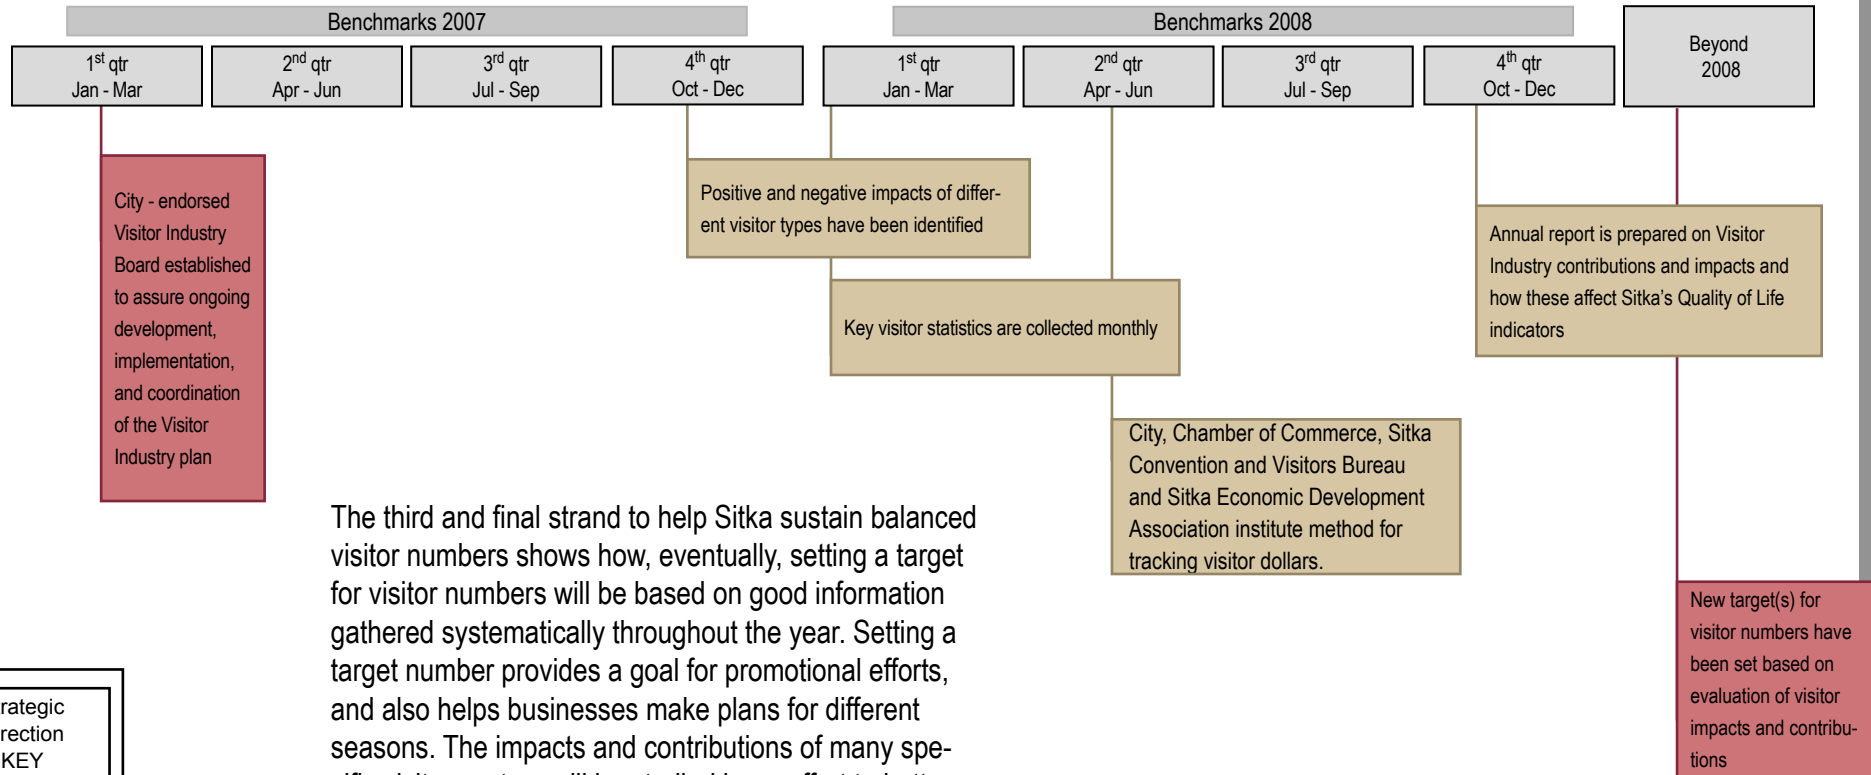 Benchmarks 2007
Benchmarks 2008
1st qtr
Jan - Mar
2nd qtr
Apr - Jun
3rd qtr
Jul - Sep
4th qtr
Oct - Dec
1st qtr
Jan - Mar
2nd qtr
Apr - Jun
3rd qtr
Jul - Sep
4th qtr
Oct - Dec
Beyond
2008
City - endorsed
Visitor Industry
Board established
to assure ongoing
development,
implementation,
and coordination
of the Visitor
Industry plan
Positive and negative impacts of differ-
ent visitor types have been identified
Key visitor statistics are collected monthly
City, Chamber of Commerce, Sitka
Convention and Visitors Bureau
and Sitka Economic Development
Association institute method for
tracking visitor dollars.
Annual report is prepared on Visitor
Industry contributions and impacts and
how these affect Sitka's Quality of Life
indicators
New target(s) for
visitor numbers have
been set based on
evaluation of visitor
impacts and contribu-
tions
The third and final strand to help Sitka sustain balanced
visitor numbers shows how, eventually, setting a target
for visitor numbers will be based on good information
gathered systematically throughout the year. Setting a
target number provides a goal for promotional efforts,
and also helps businesses make plans for different
seasons. The impacts and contributions of many spe-
rategic
rection
KEY